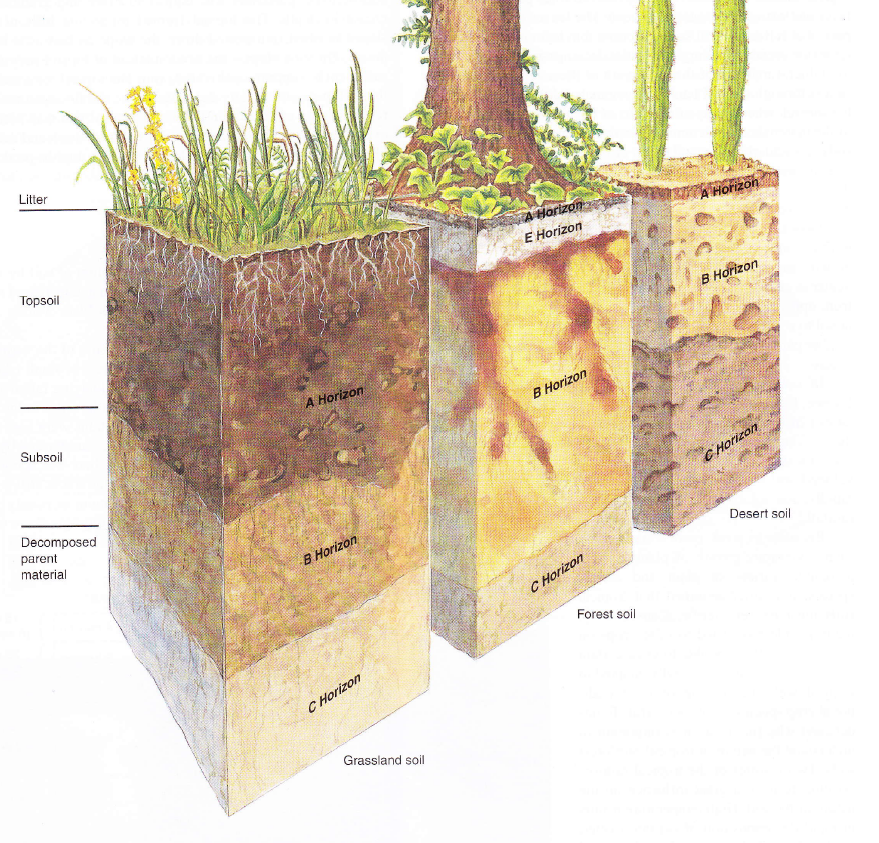 Litter
Topsoil
Subsoil
Decomposed
parent
material
A Horizon
B Horizon
C Horizon
Grassland soil
A Horizon
E Horizon
B Horizon
C Horizon
Forest soil
A Horizon
B Horizon
C Horizon
Desert soil